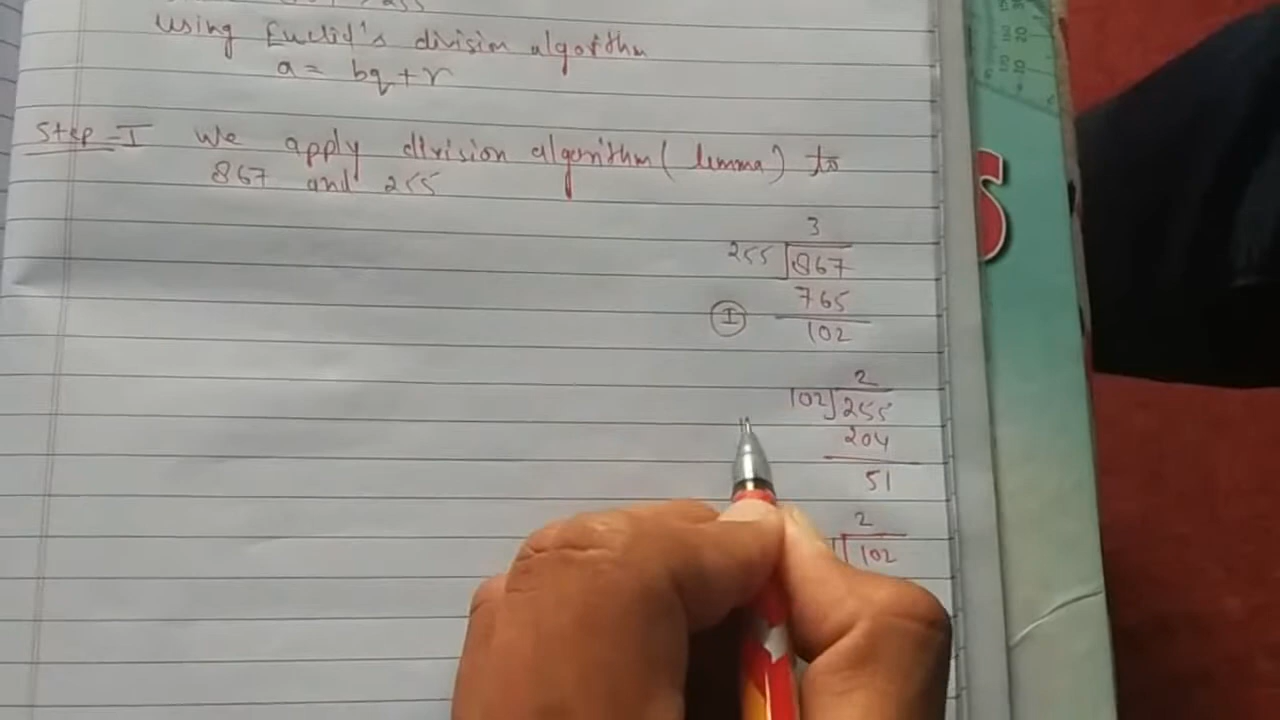 using Euclid's division algorithm
a = bq + r
Step-I We apply division algorithm (lemma) to
867 and 255
3
255 867
765
I 102
2
102 255
204
51
2
102